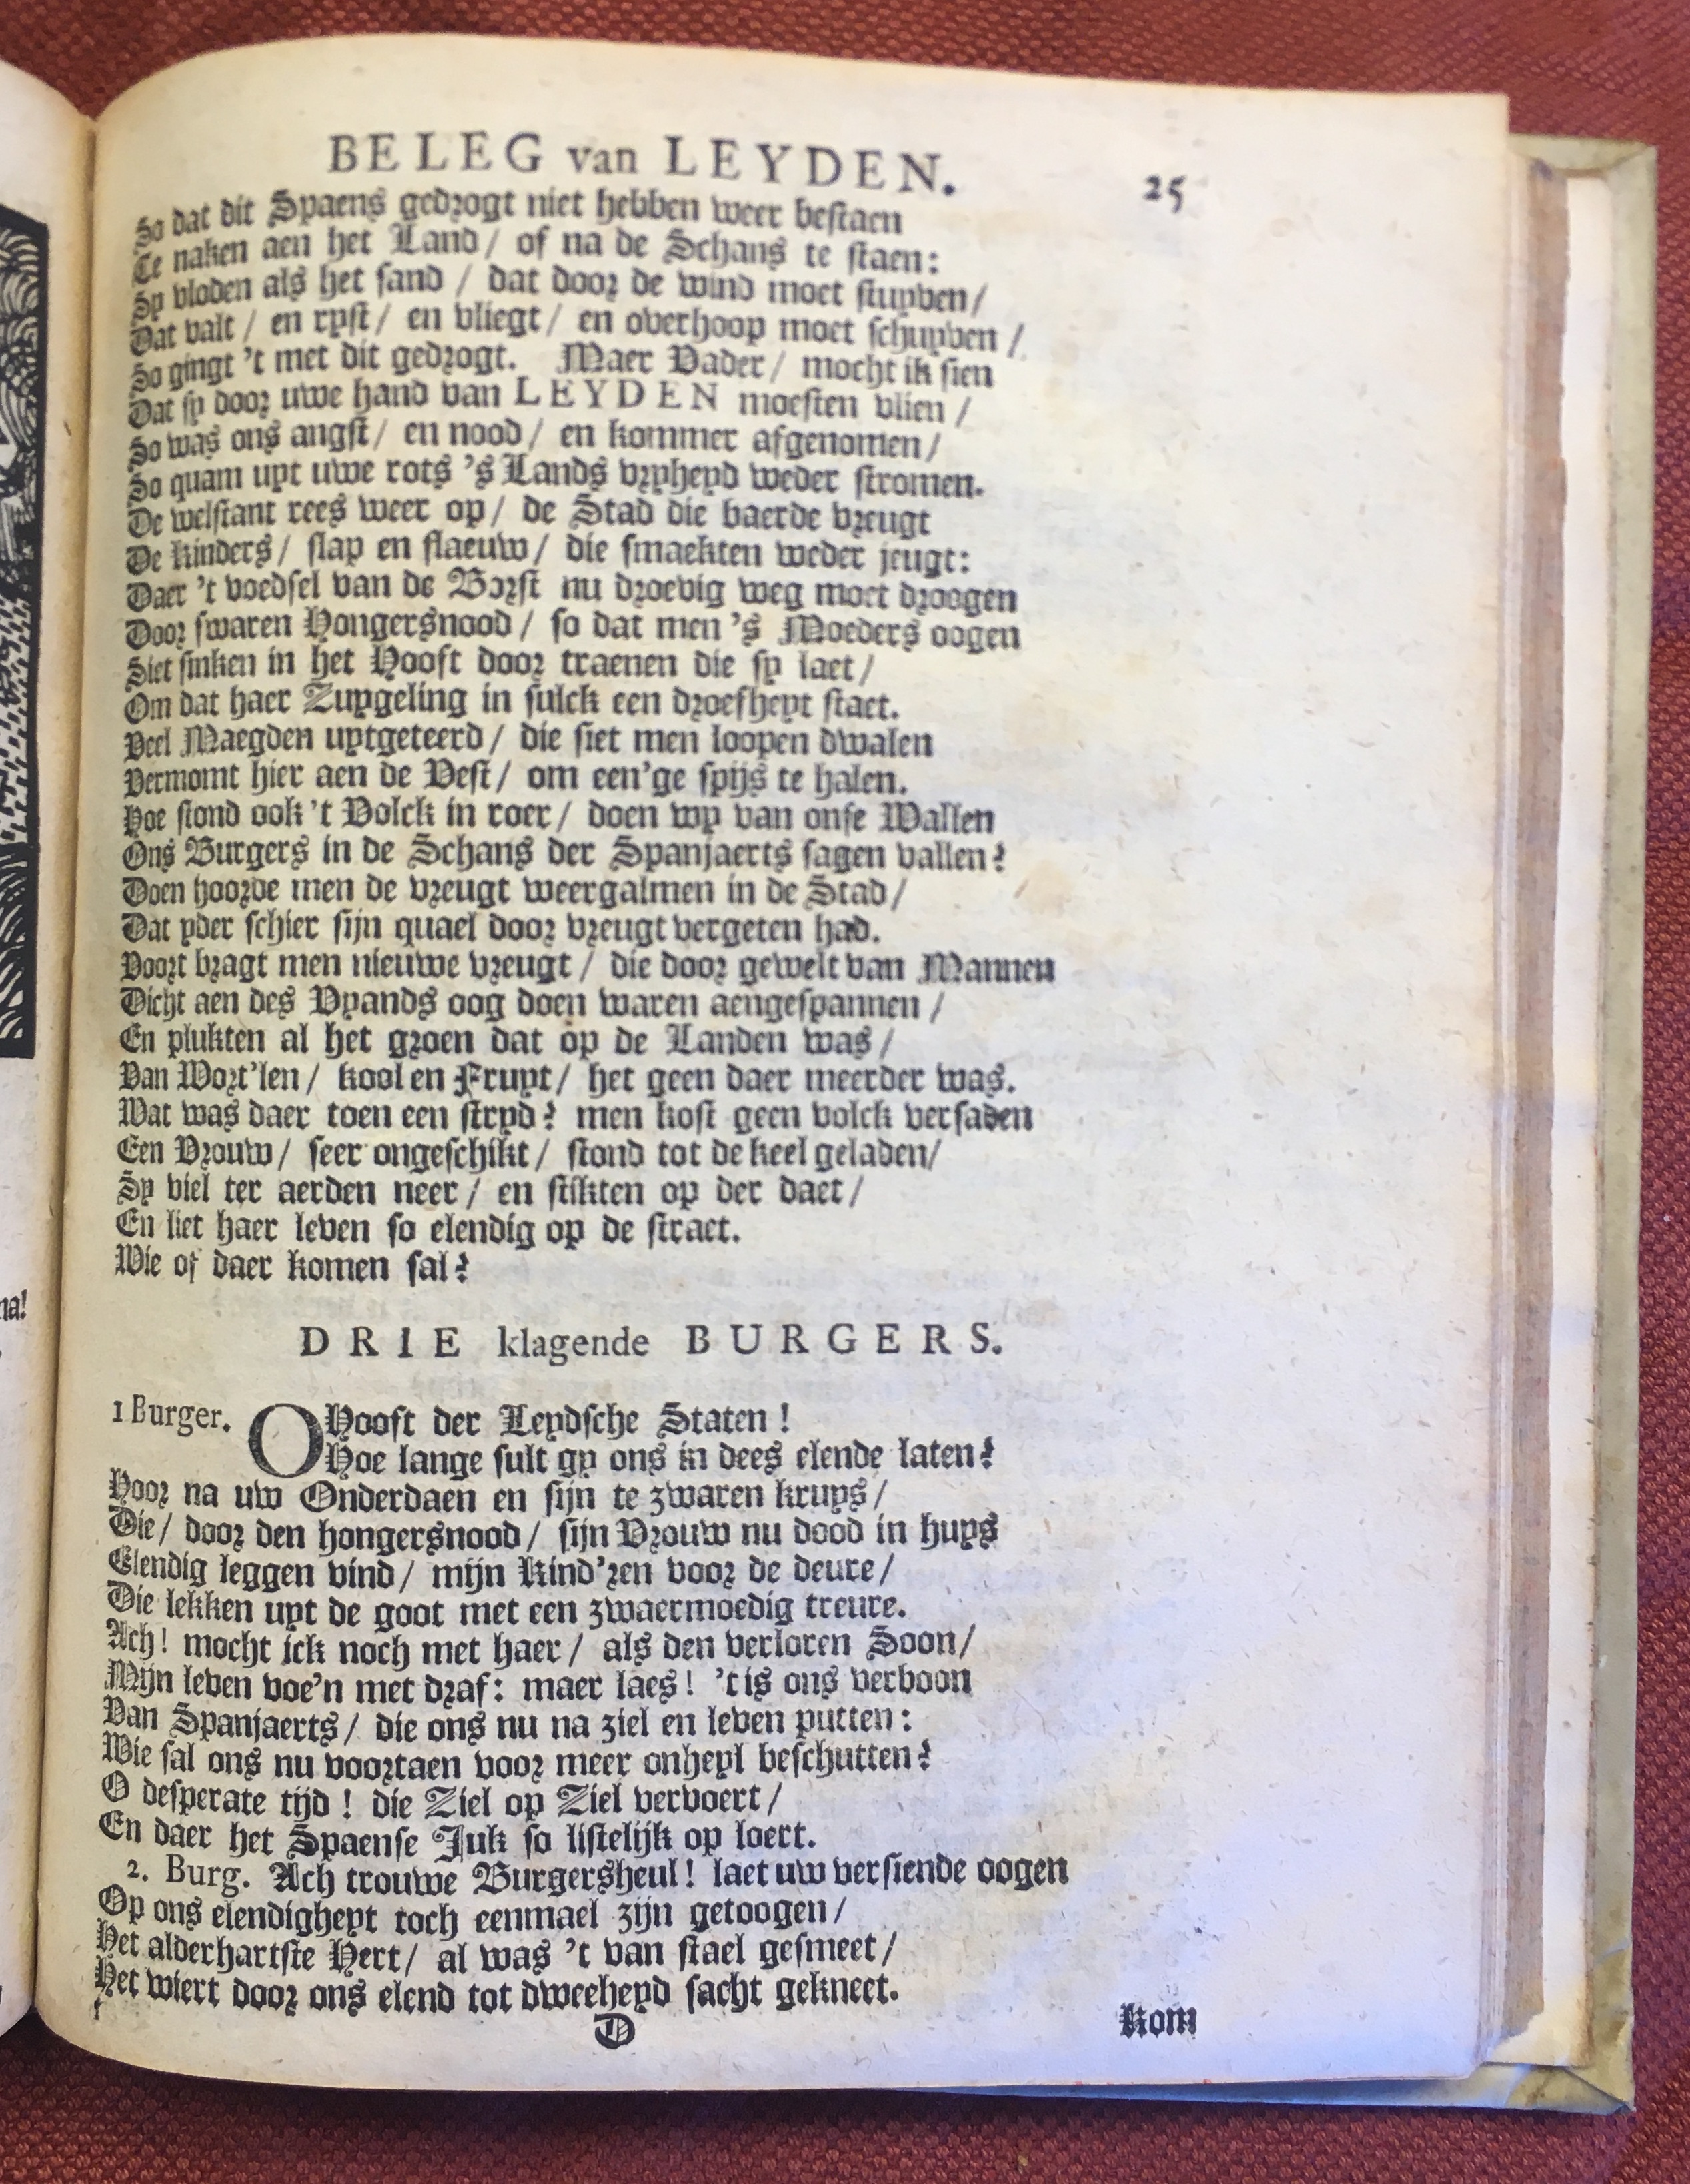 BELEG van LEYDEN. 25
So dat dit Spaens gedrogt niet hebben weer bestaen
Te naken aen het Land / of na de Schans te staen:
Sy vloden als het sand / dat door de wind moet stuyven /
Dat valt / en ryst / en vliegt / en overhoop moet schuyven /
So gingt 't met dit gedrogt. Maer Vader / mocht ik sien
Dat sy door uwe hand van LEYDEN moesten vlien /
So was ons angst / en nood / en kommer afgenomen /
So quam uyt uwe rots 's Lands vryheyd weder stromen.
De welstant rees weer op / de Stad die baerde vreugt
De kinders / slap en flaeuw / die smaekten weder jeugt:
Daer 't voedsel van de Borst nu droevig weg moet droogen
Door swaren Hongersnood / so dat men 's Moeders oogen
Siet sinken in het Hooft door traenen die sy laet /
Om dat haer Zuygeling in sulck een droefheyt staet.
Veel Maegden uytgeteerd / die siet men loopen dwalen
Vermomt hier aen de Vest / om een'ge spijs te halen.
Hoe stond ook 't Volck in roer / doen wy van onse Wallen
Ons Burgers in de Schans der Spanjaerts sagen vallen?
Doen hoorde men de vreugt weergalmen in de Stad /
Dat yder schier sijn quael door vreugt vergeten had.
Voort bragt men nieuwe vreugt / die door gewelt van Mannen
Dicht aen des Vyands oog doen waren aengespannen /
En plukten al het groen dat op de Landen was /
Van Wort'len / kool en Fruyt / het geen daer meerder was.
Wat was daer toen een stryd? men kost geen volck versaden
Een Vrouw / seer ongeschikt / stond tot de keel geladen /
Sy viel ter aerden neer / en stikten op der daet /
En liet haer leven so elendig op de straet.
Wie of daer komen sal?
DRIE klagende BURGERS.
1 Burger. O Hooft der Leydsche Staten!
Hoe lange sult gy ons in dees elende laten?
Hoor na uw Onderdaen en sijn te zwaren kruys /
Die / door den hongersnood / sijn Vrouw nu dood in huys
Elendig leggen vind / mijn Kind'ren voor de deure /
Die lekken uyt de goot met een zwaermoedig treure.
Ach! mocht ick noch met haer / als den verloren Soon /
Mijn leven voe'n met draf: maer laes! 't is ons verboon
Van Spanjaerts / die ons nu na ziel en leven putten:
Wie sal ons nu voortaen voor meer onheyl beschutten?
O desperate tijd! die Ziel op Ziel vervoert /
En daer het Spaense Juk so listelijk op loert.
2. Burg. Ach trouwe Burgersheul! laet uw versiende oogen
Op ons elendigheyt toch eenmael zijn getoogen /
Het alderhartste Hert / al was 't van stael gesmeet /
Het wiert door ons elend tot dweeheyd sacht gekneet.
D Kom